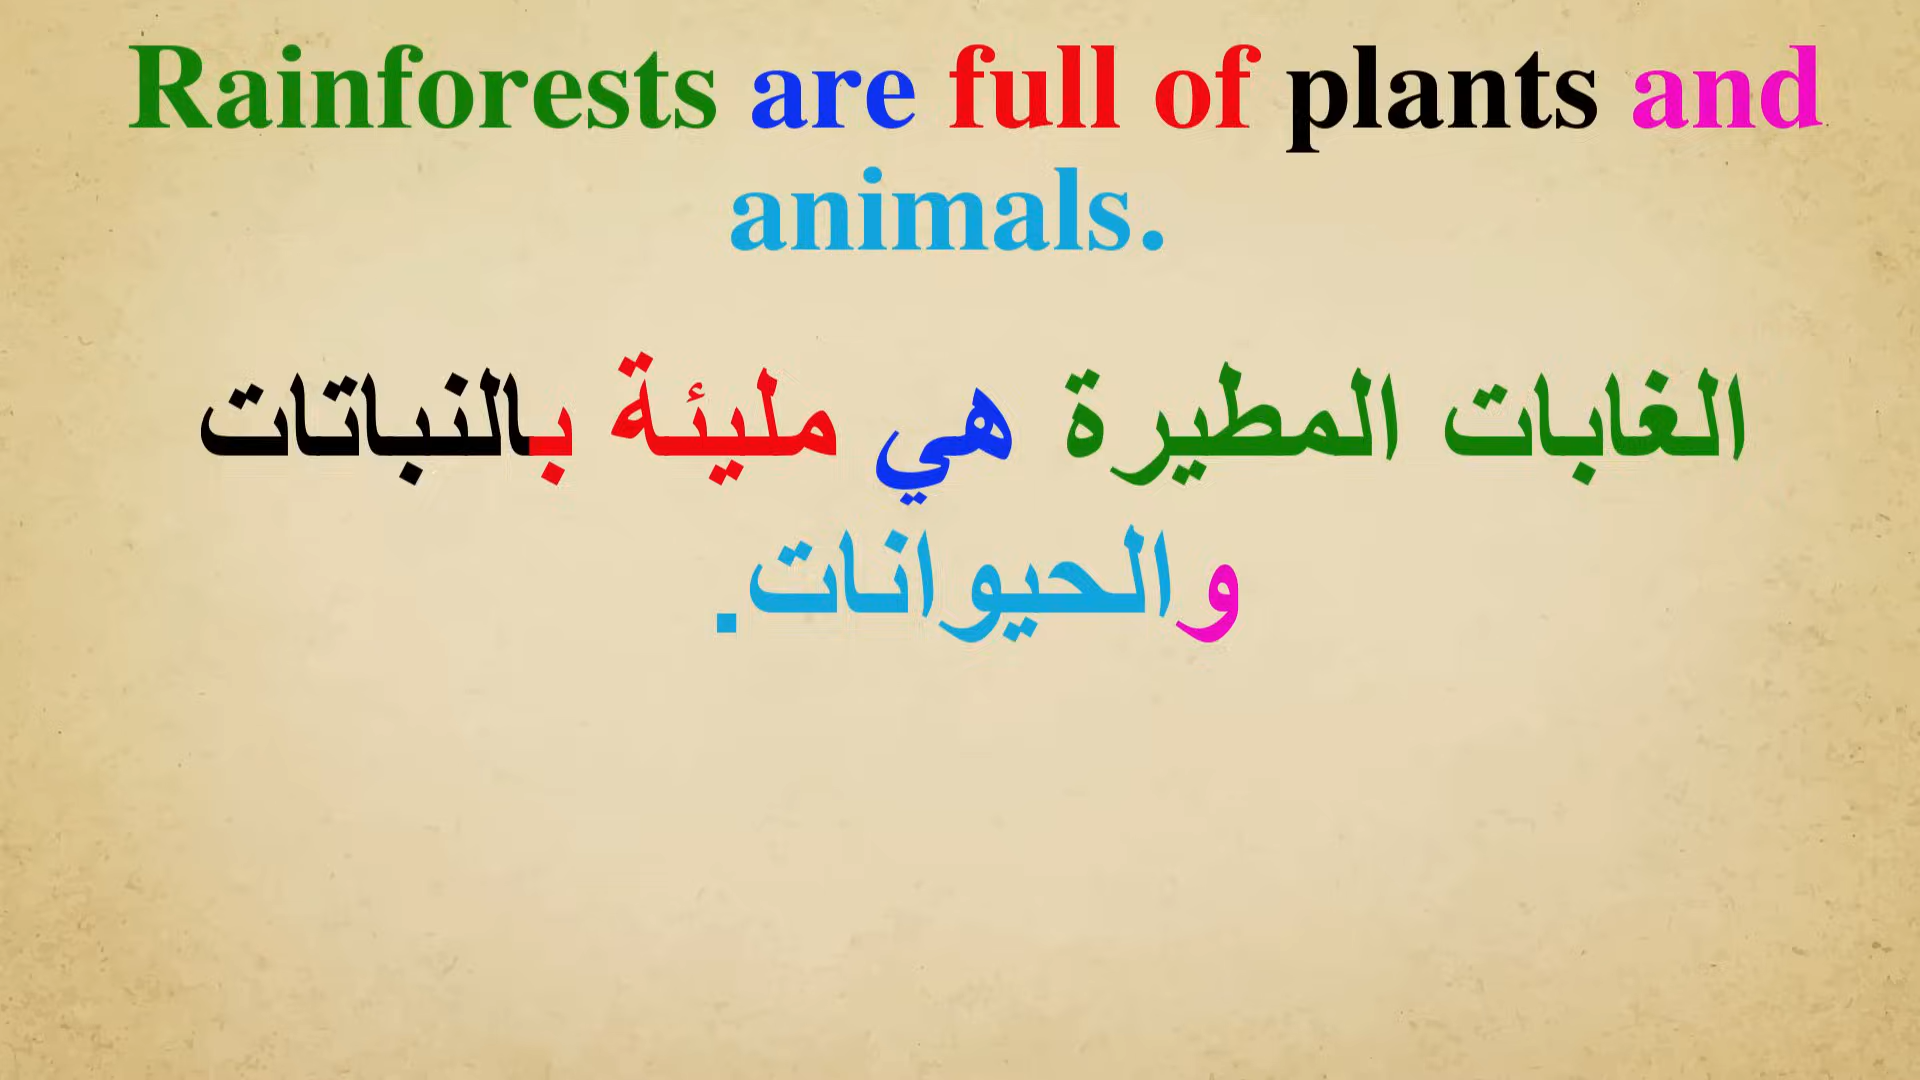 Rainforests are full of plants and
animals.
الغابات المطيرة هي مليئة بالنباتات
والحيوانات.